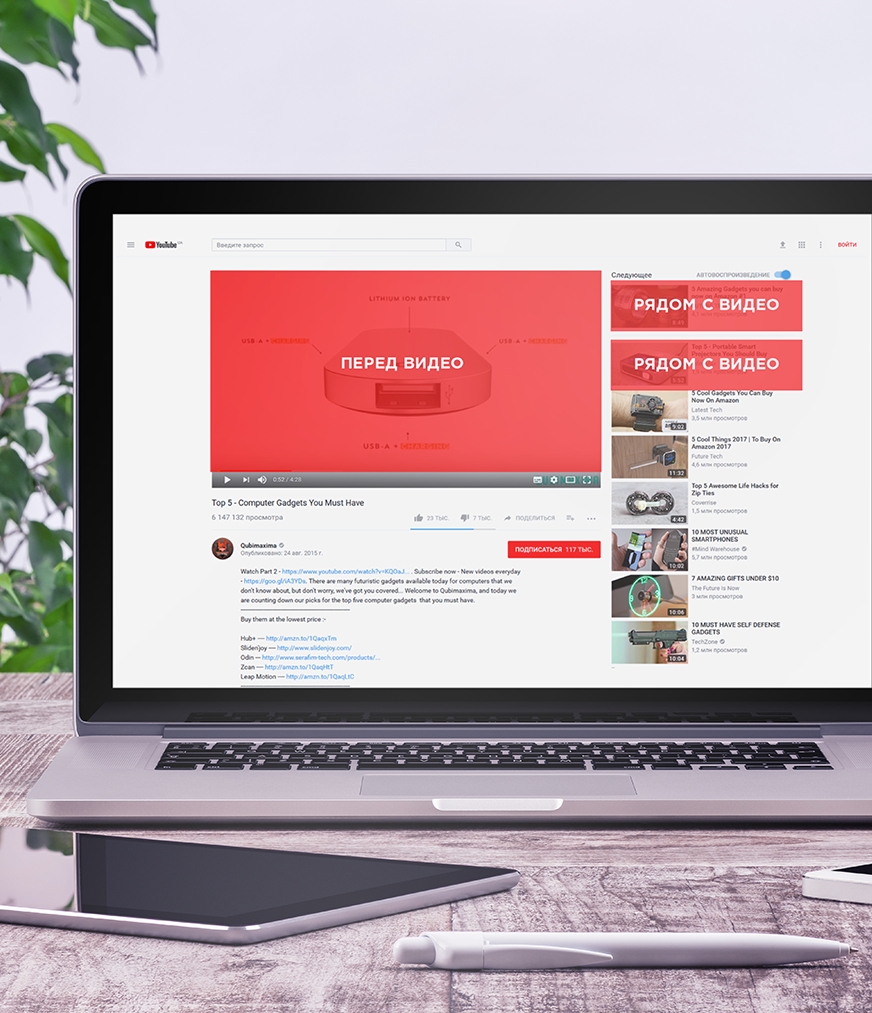 YouTube UA
Введите запрос
ВОЙТИ
LITHIUM ION BATTERY
USB-A + CHARGING
USB-A + CHARGING
ПЕРЕД ВИДЕО
USB-A + CHARGING
0:52 / 4:28
Top 5 - Computer Gadgets You Must Have
6 147 132 просмотра
23 ТЫС.
7 ТЫС.
ПОДЕЛИТЬСЯ
Qubimaxima
Опубликовано: 24 авг. 2015 г.
ПОДПИСАТЬСЯ 117 ТЫС.
Watch Part 2 - https://www.youtube.com/watch?v=KQ0aJ... . Subscribe now - New videos everyday
- https://goo.gl/iA3YDs. There are many futuristic gadgets available today for computers that we
don't know about, but don't worry, we've got you covered... Welcome to Qubimaxima, and today we
are counting down our picks for the top five computer gadgets that you must have.
Buy them at the lowest price :-
Hub+ — http://amzn.to/1QaqxTm
Slidenjoy — http://www.slidenjoy.com/
Odin — http://www.serafim-tech.com/products/...
Zcan — http://amzn.to/1QaqHtT
Leap Motion — http://amzn.to/1QaqLtC
Следующее
АВТОВОСПРОИЗВЕДЕНИЕ
3 Amazing Gadgets you can buy
РЯДОМ С ВИДЕО
Top 5 - Portable Smart
Projectors You Should Buy
РЯДОМ С ВИДЕО
5 Cool Gadgets You Can Buy
Now On Amazon
Latest Tech
3,5 млн просмотров
9:02
5 Cool Things 2017 | To Buy On
Amazon 2017
Future Tech
4,6 млн просмотров
11:32
Top 5 Awesome Life Hacks for
Zip Ties
Coverrise
1,5 млн просмотров
4:42
10 MOST UNUSUAL
SMARTPHONES
#Mind Warehouse
5,7 млн просмотров
10:02
7 AMAZING GIFTS UNDER $10
The Future Is Now
3 млн просмотров
10:06
10 MUST HAVE SELF DEFENSE
GADGETS
TechZone
1,2 млн просмотров
10:04